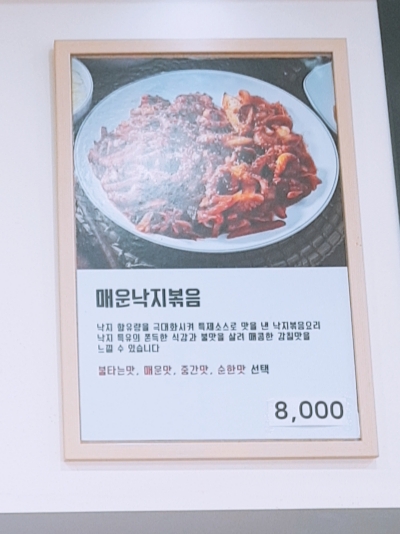 매운낙지볶음
낙지 함유량을 극대화시켜 특제소스로 맛을 낸 낙지볶음요리
낙지 특유의 쫀득한 식감과 불맛을 살려 매콤한 감칠맛을
느낄 수 있습니다
불타는맛, 매운맛, 중간맛, 순한맛 선택
8,000